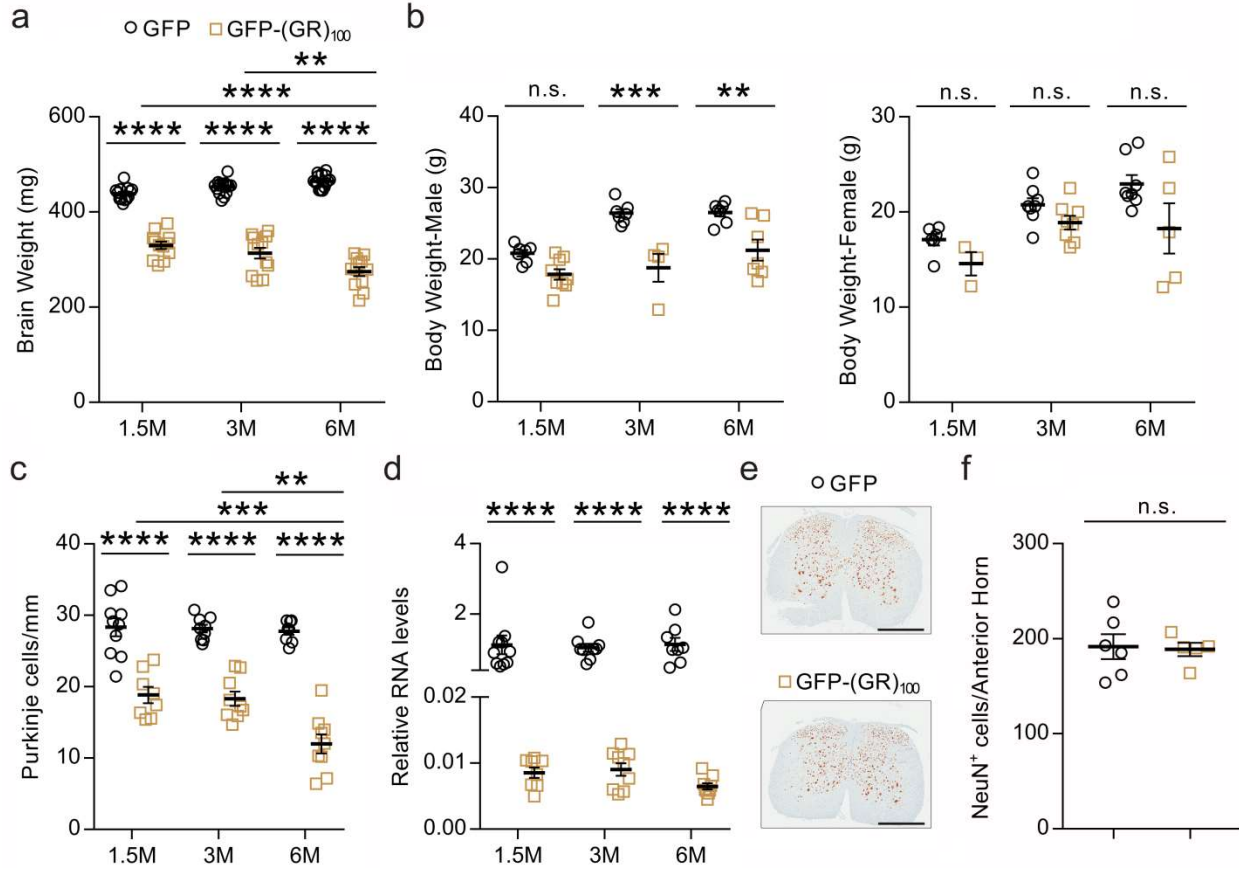 a
GFP GFP-(GR)100
**
****
**** **** ****
Brain Weight (mg)
600
400
200
0
1.5M 3M 6M
b
n.s. *** **
Body Weight-Male (g)
40
30
20
10
0
1.5M 3M 6M
n.s. n.s. n.s.
Body Weight-Female (g)
30
20
10
0
1.5M 3M 6M
c
**
***
**** **** ****
Purkinje cells/mm
40
30
20
10
0
1.5M 3M 6M
d
**** **** ****
Relative RNA levels
4
2
0.02
0.01
0.00
1.5M 3M 6M
e
GFP
GFP-(GR)100
f
n.s.
NeuN+ cells/Anterior Horn
300
200
100
0